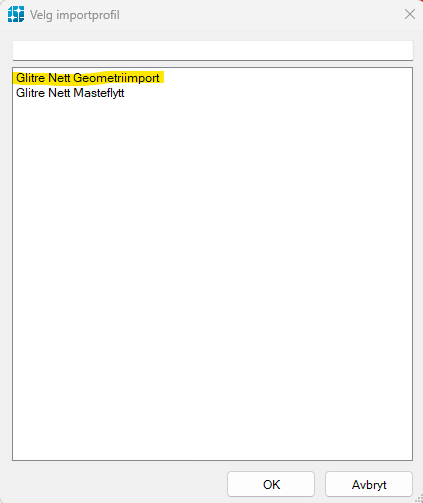 Velg importprofil
Glitre Nett Geometriimport
Glitre Nett Masteflytt
OK
Avbryt